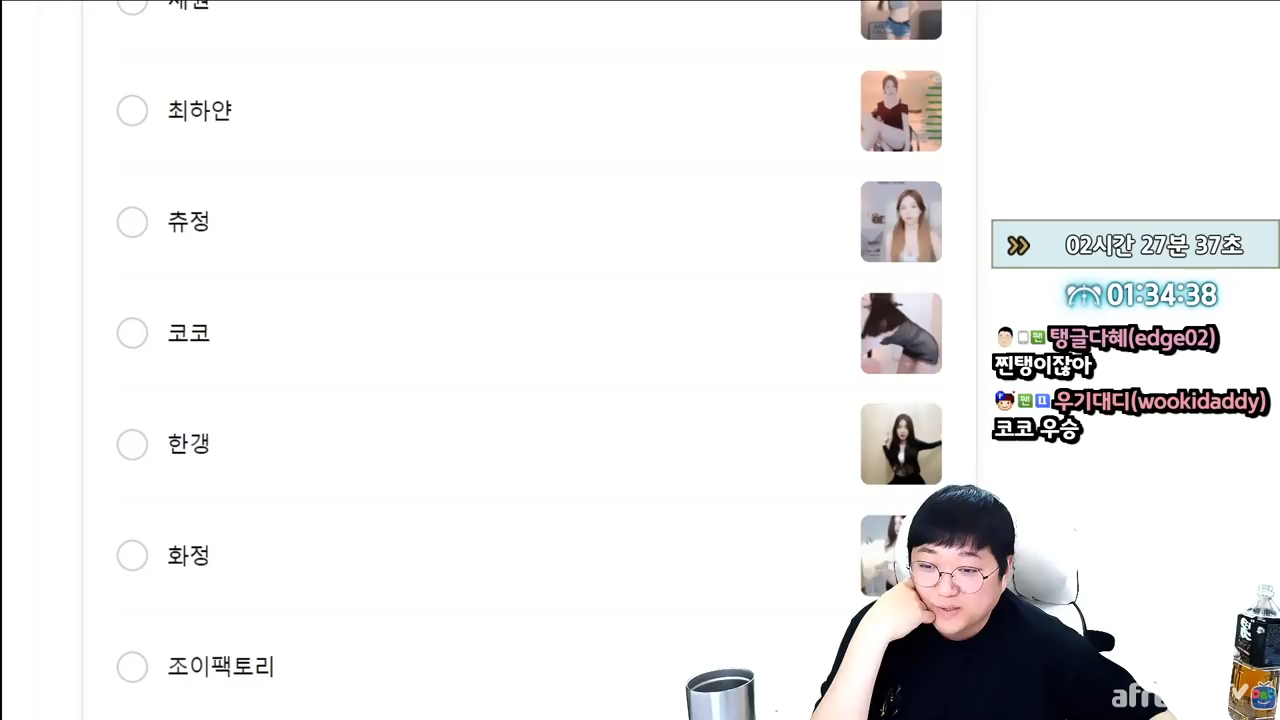 최하얀
츄정
코코
한갱
화정
조이팩토리
02시간 27분 37초
01:34:38
팬 탱글다혜(edge02)
찐탱이잖아
팬 우기대디(wookidaddy)
코코 우승